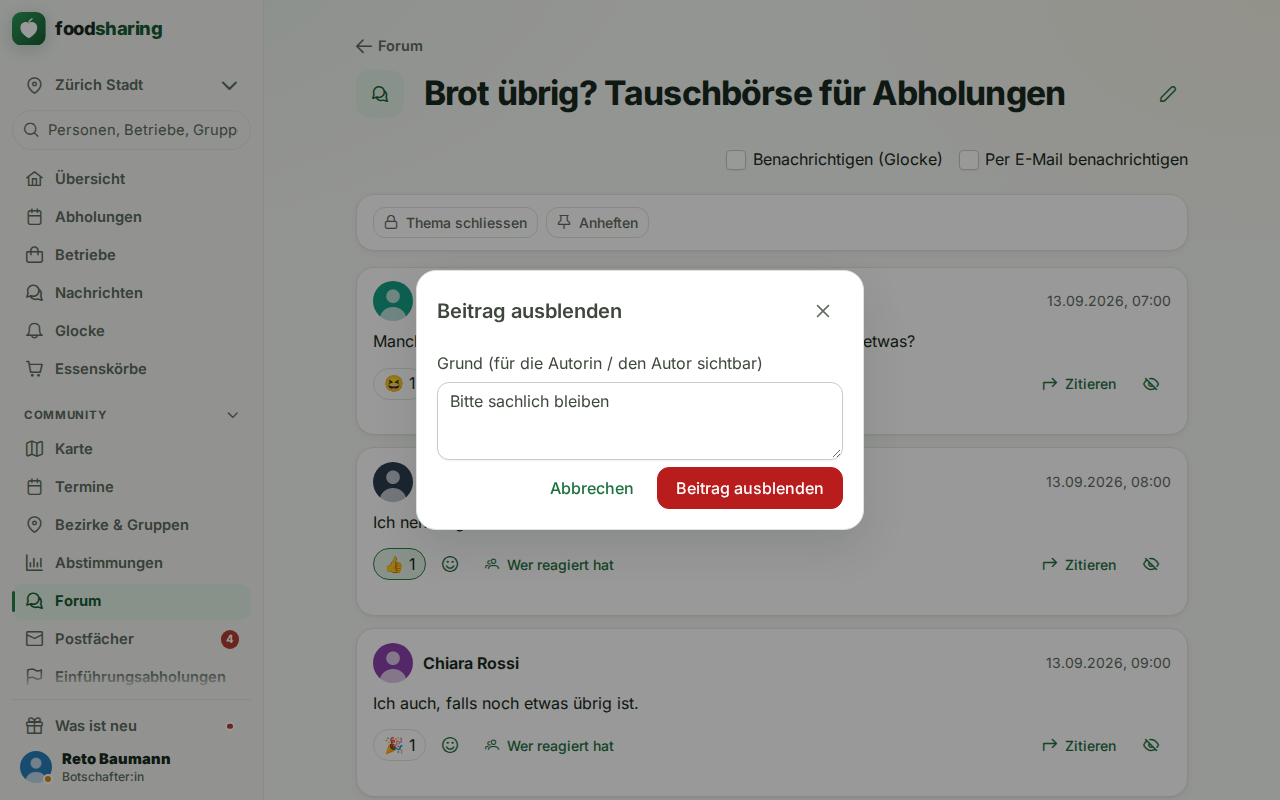 foodsharing
Zürich Stadt
Personen, Betriebe, Grupp
Übersicht
Abholungen
Betriebe
Nachrichten
Glocke
Essenskörbe
COMMUNITY
Karte
Termine
Bezirke & Gruppen
Abstimmungen
Forum
Postfächer 4
Einführungsabholungen
Was ist neu
Reto Baumann
Botschafter:in
Forum
Brot übrig? Tauschbörse für Abholungen
Benachrichtigen (Glocke) Per E-Mail benachrichtigen
Thema schliessen Anheften
13.09.2026, 07:00
etwas?
😆 1
Zitieren
Beitrag ausblenden
Grund (für die Autorin / den Autor sichtbar)
Bitte sachlich bleiben
Abbrechen Beitrag ausblenden
13.09.2026, 08:00
Ich
👍 1 Wer reagiert hat Zitieren
Chiara Rossi 13.09.2026, 09:00
Ich auch, falls noch etwas übrig ist.
🎉 1 Wer reagiert hat Zitieren